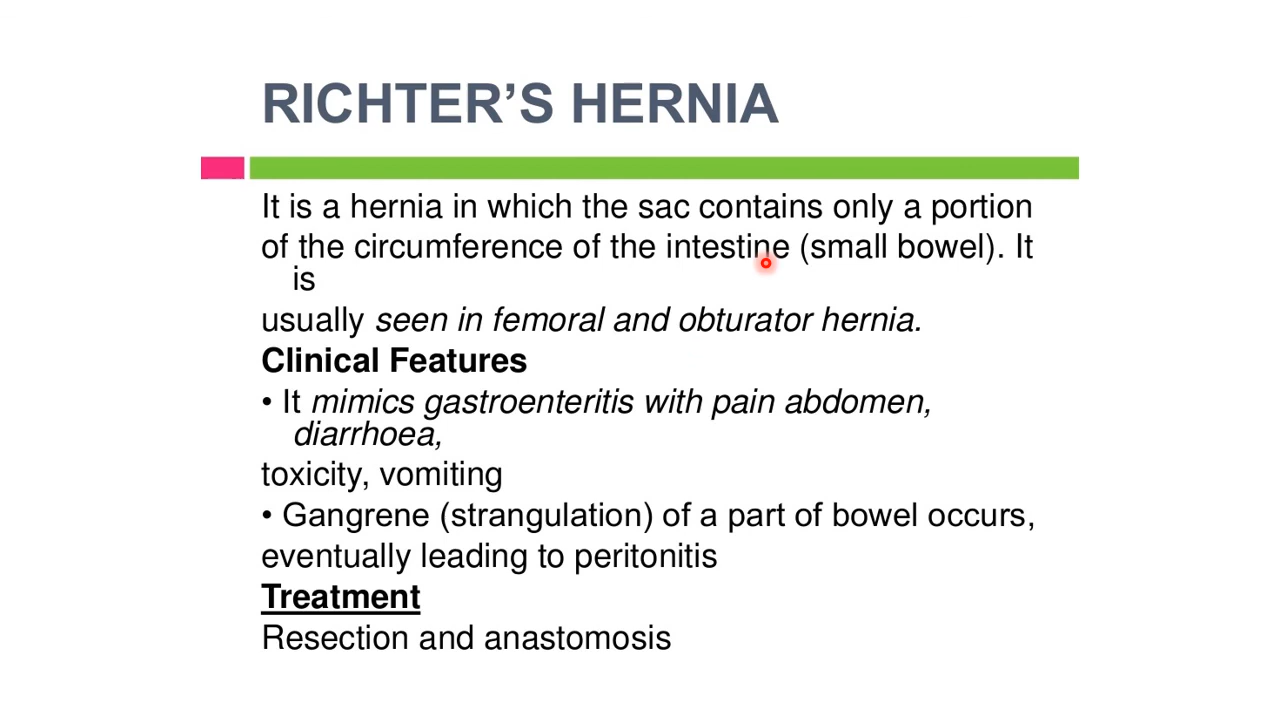 RICHTER’S HERNIA
It is a hernia in which the sac contains only a portion
of the circumference of the intestine (small bowel). It
is
usually seen in femoral and obturator hernia.
Clinical Features
• It mimics gastroenteritis with pain abdomen,
diarrhoea,
toxicity, vomiting
• Gangrene (strangulation) of a part of bowel occurs,
eventually leading to peritonitis
Treatment
Resection and anastomosis